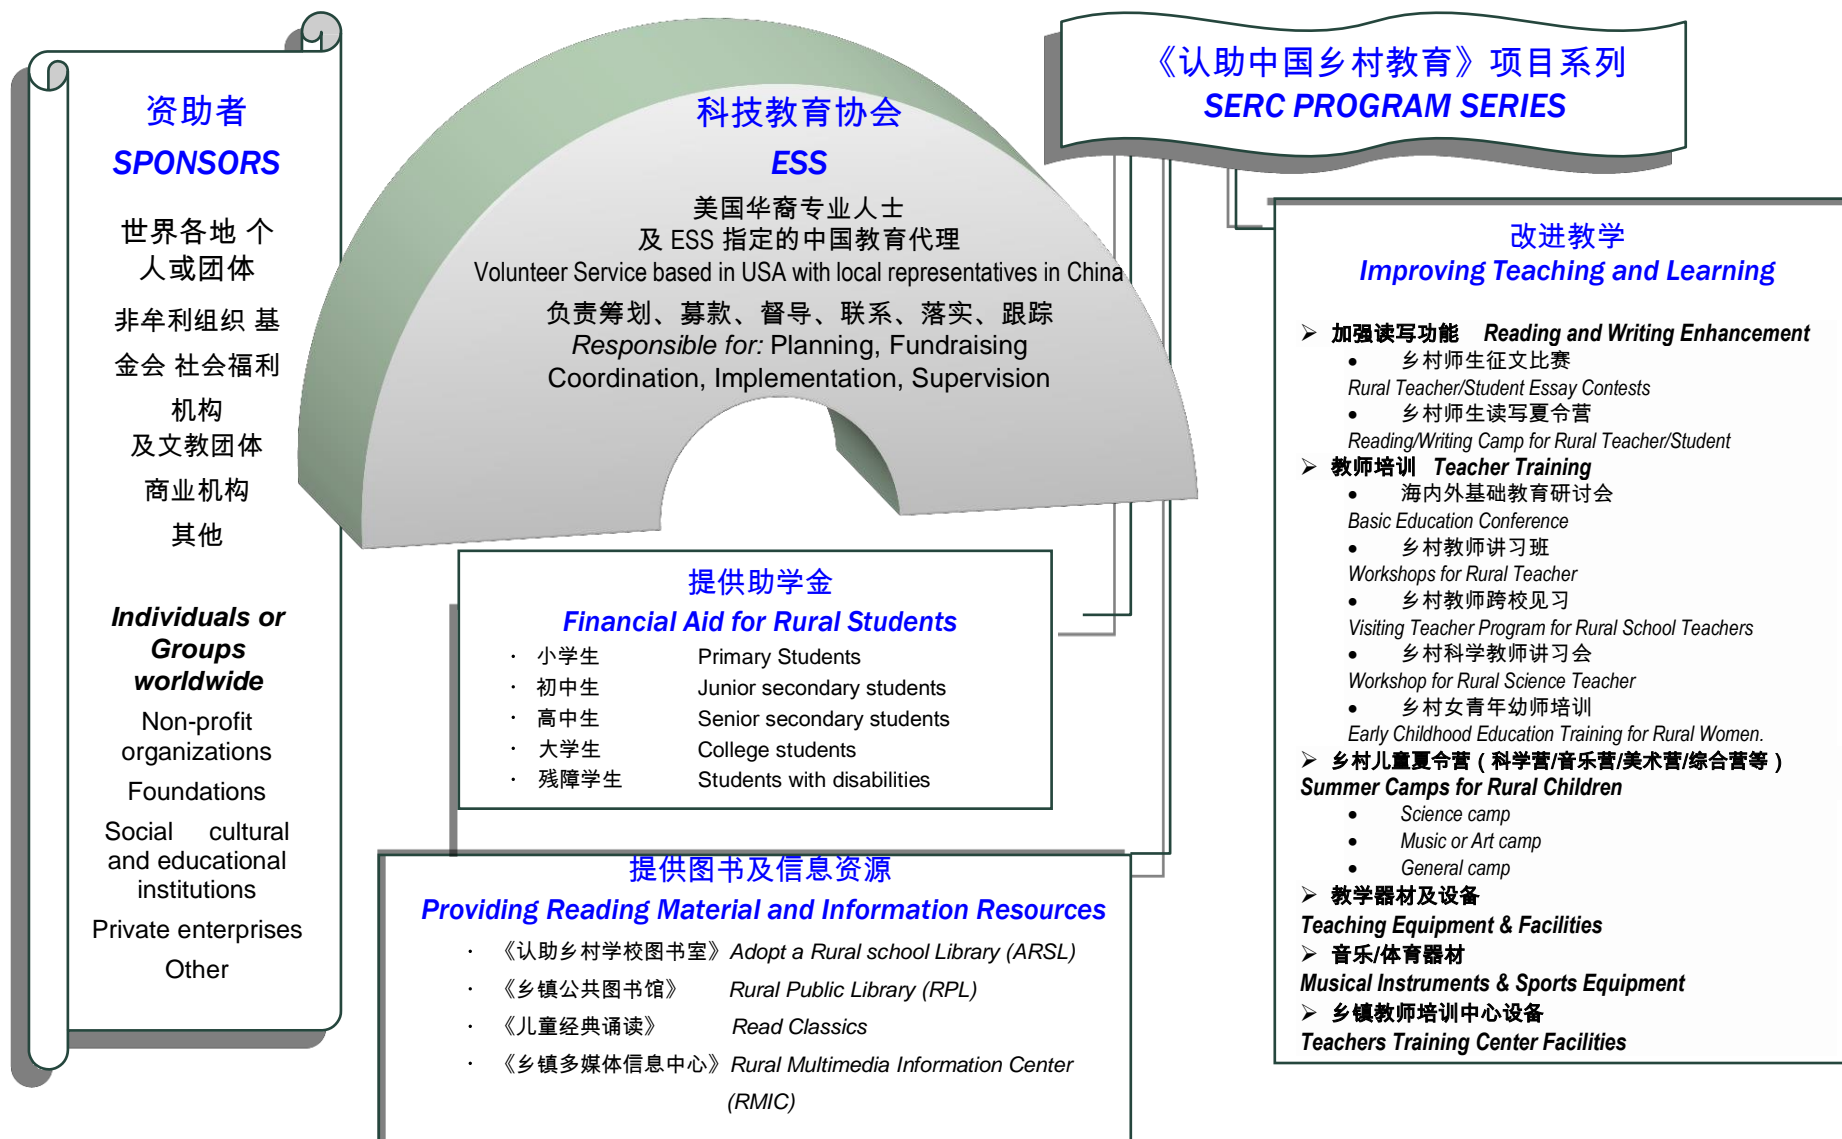 资助者
SPONSORS
世界各地 个
人或团体
非牟利组织 基
金会 社会福利
机构
及文教团体
商业机构
其他
Individuals or
Groups
worldwide
Non-profit
organizations
Foundations
Social cultural
and educational
institutions
Private enterprises
Other
科技教育协会
ESS
美国华裔专业人士
及 ESS 指定的中国教育代理
Volunteer Service based in USA with local representatives in China
负责筹划、募款、督导、联系、落实、跟踪
Responsible for: Planning, Fundraising
Coordination, Implementation, Supervision
《认助中国乡村教育》项目系列
SERC PROGRAM SERIES
提供助学金
Financial Aid for Rural Students
· 小学生 Primary Students
· 初中生 Junior secondary students
· 高中生 Senior secondary students
· 大学生 College students
· 残障学生 Students with disabilities
提供图书及信息资源
Providing Reading Material and Information Resources
· 《认助乡村学校图书室》Adopt a Rural school Library (ARSL)
· 《乡镇公共图书馆》 Rural Public Library (RPL)
· 《儿童经典诵读》 Read Classics
· 《乡镇多媒体信息中心》Rural Multimedia Information Center
(RMIC)
改进教学
Improving Teaching and Learning
➢ 加强读写功能 Reading and Writing Enhancement
• 乡村师生征文比赛
Rural Teacher/Student Essay Contests
• 乡村师生读写夏令营
Reading/Writing Camp for Rural Teacher/Student
➢ 教师培训 Teacher Training
• 海内外基础教育研讨会
Basic Education Conference
• 乡村教师讲习班
Workshops for Rural Teacher
• 乡村教师跨校见习
Visiting Teacher Program for Rural School Teachers
• 乡村科学教师讲习会
Workshop for Rural Science Teacher
• 乡村女青年幼师培训
Early Childhood Education Training for Rural Women.
➢ 乡村儿童夏令营（科学营/音乐营/美术营/综合营等）
Summer Camps for Rural Children
• Science camp
• Music or Art camp
• General camp
➢ 教学器材及设备
Teaching Equipment & Facilities
➢ 音乐/体育器材
Musical Instruments & Sports Equipment
➢ 乡镇教师培训中心设备
Teachers Training Center Facilities